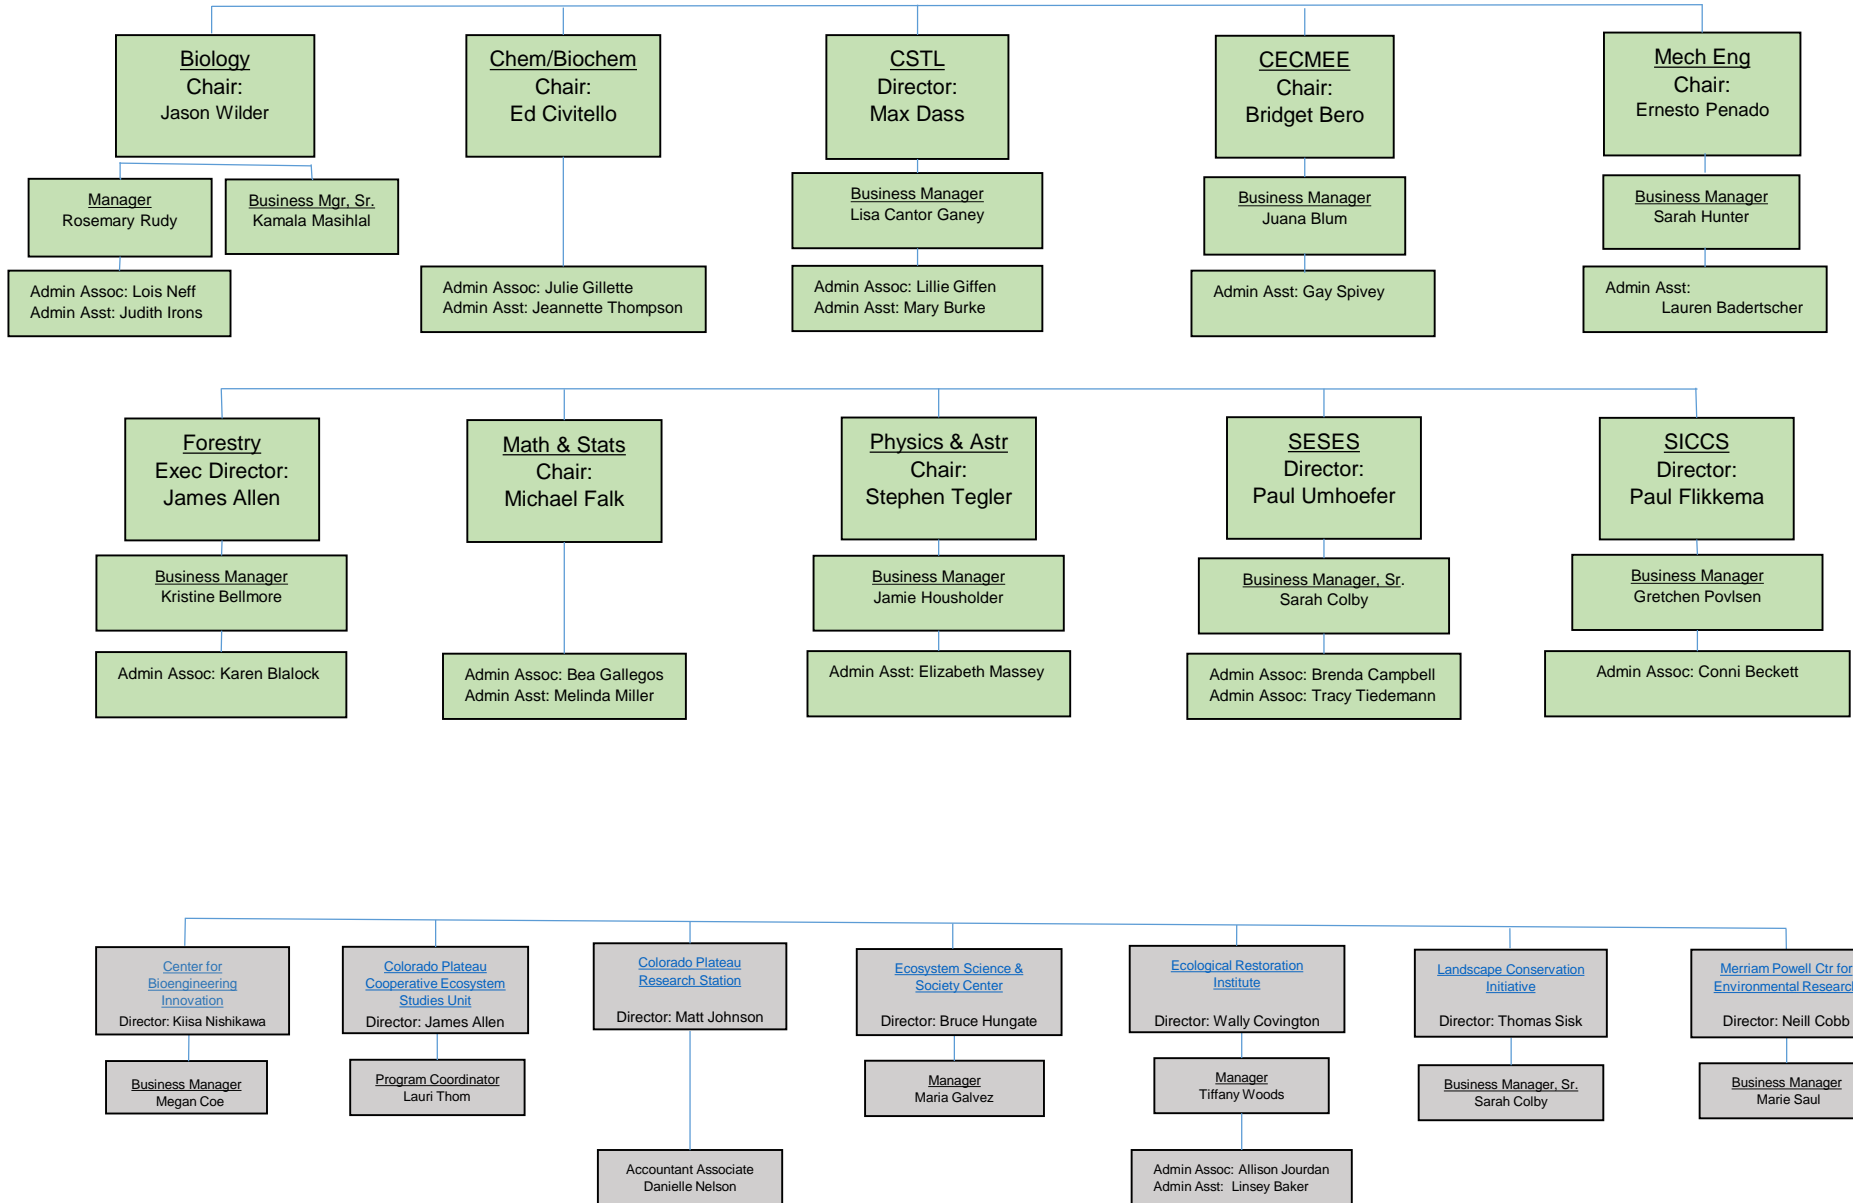 Biology
Chair:
Jason Wilder
Chem/Biochem
Chair:
Ed Civitello
CSTL
Director:
Max Dass
CECMEE
Chair:
Bridget Bero
Mech Eng
Chair:
Ernesto Penado
Manager
Rosemary Rudy
Business Mgr, Sr.
Kamala Masihlal
Business Manager
Lisa Cantor Ganey
Business Manager
Juana Blum
Business Manager
Sarah Hunter
Admin Assoc: Lois Neff
Admin Asst: Judith Irons
Admin Assoc: Julie Gillette
Admin Asst: Jeannette Thompson
Admin Assoc: Lillie Giffen
Admin Asst: Mary Burke
Admin Asst: Gay Spivey
Admin Asst:
Lauren Badertscher
Forestry
Exec Director:
James Allen
Math & Stats
Chair:
Michael Falk
Physics & Astr
Chair:
Stephen Tegler
SESES
Director:
Paul Umhoefer
SICCS
Director:
Paul Flikkema
Business Manager
Kristine Bellmore
Business Manager
Jamie Housholder
Business Manager, Sr.
Sarah Colby
Business Manager
Gretchen Povlsen
Admin Assoc: Karen Blalock
Admin Assoc: Bea Gallegos
Admin Asst: Melinda Miller
Admin Asst: Elizabeth Massey
Admin Assoc: Brenda Campbell
Admin Assoc: Tracy Tiedemann
Admin Assoc: Conni Beckett
Center for
Bioengineering
Innovation
Director: Kiisa Nishikawa
Colorado Plateau
Cooperative Ecosystem
Studies Unit
Director: James Allen
Colorado Plateau
Research Station
Director: Matt Johnson
Ecosystem Science &
Society Center
Director: Bruce Hungate
Ecological Restoration
Institute
Director: Wally Covington
Landscape Conservation
Initiative
Director: Thomas Sisk
Merriam Powell Ctr for
Environmental Research
Director: Neill Cobb
Business Manager
Megan Coe
Program Coordinator
Lauri Thom
Manager
Maria Galvez
Manager
Tiffany Woods
Business Manager, Sr.
Sarah Colby
Business Manager
Marie Saul
Accountant Associate
Danielle Nelson
Admin Assoc: Allison Jourdan
Admin Asst: Linsey Baker